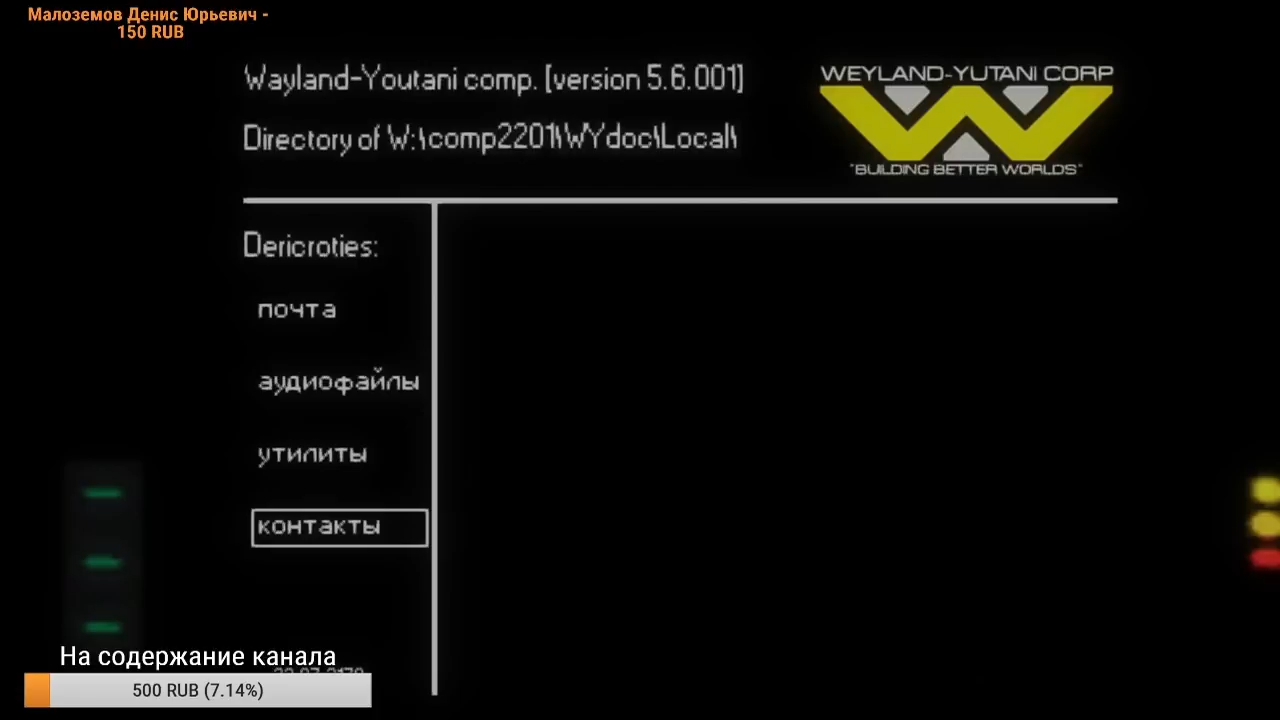 Малоземов Денис Юрьевич -
150 RUB
Wayland-Youtani comp. [version 5.6.001]
Directory of W:\comp2201\WYdoc\Local\
WEYLAND-YUTANI CORP
"BUILDING BETTER WORLDS"
Dericroties:
почта
аудиофайлы
утилиты
контакты
На содержание канала
500 RUB (7.14%)